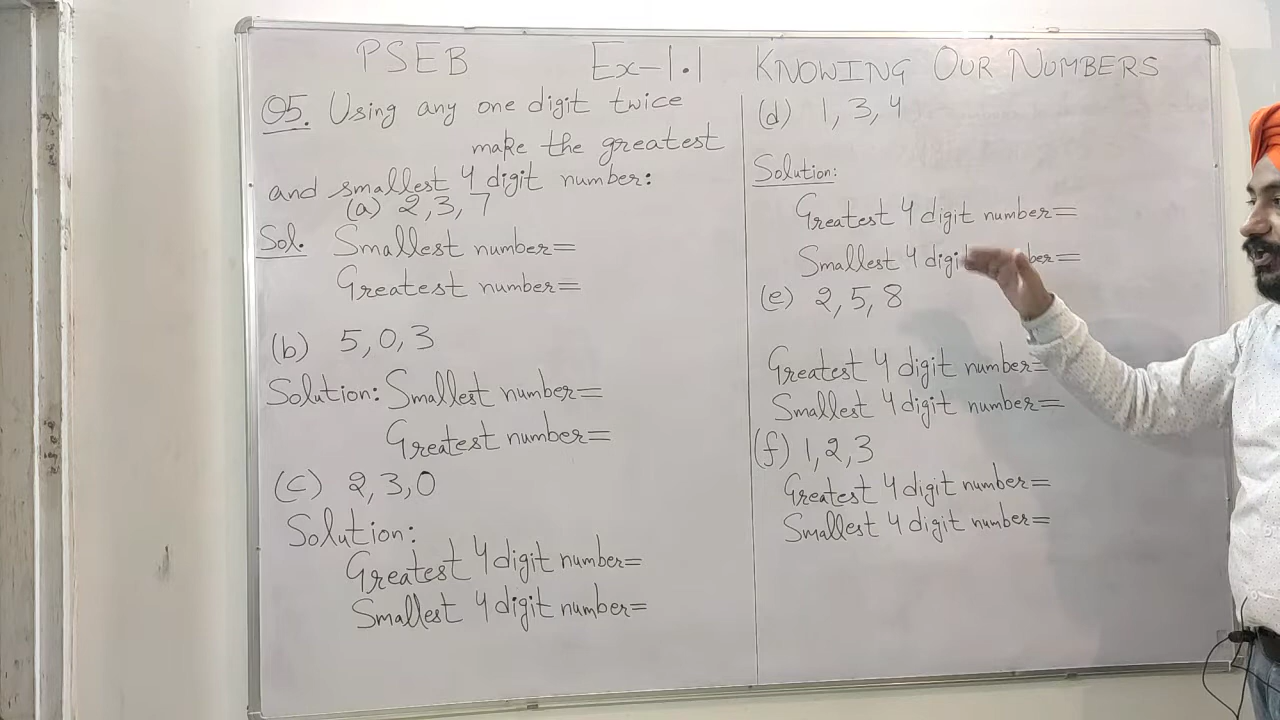 PSEB Ex-1.1 KNOWING OUR NUMBERS
Q5. Using any one digit twice
make the greatest
and smallest 4 digit number:
(a) 2, 3, 7
Sol. Smallest number=
Greatest number=
(b) 5, 0, 3
Solution: Smallest number=
Greatest number=
(c) 2, 3, 0
Solution:
Greatest 4 digit number=
Smallest 4 digit number=
(d) 1, 3, 4
Solution:
Greatest 4 digit number=
Smallest 4 digit number=
(e) 2, 5, 8
Greatest 4 digit number=
Smallest 4 digit number=
(f) 1, 2, 3
Greatest 4 digit number=
Smallest 4 digit number=